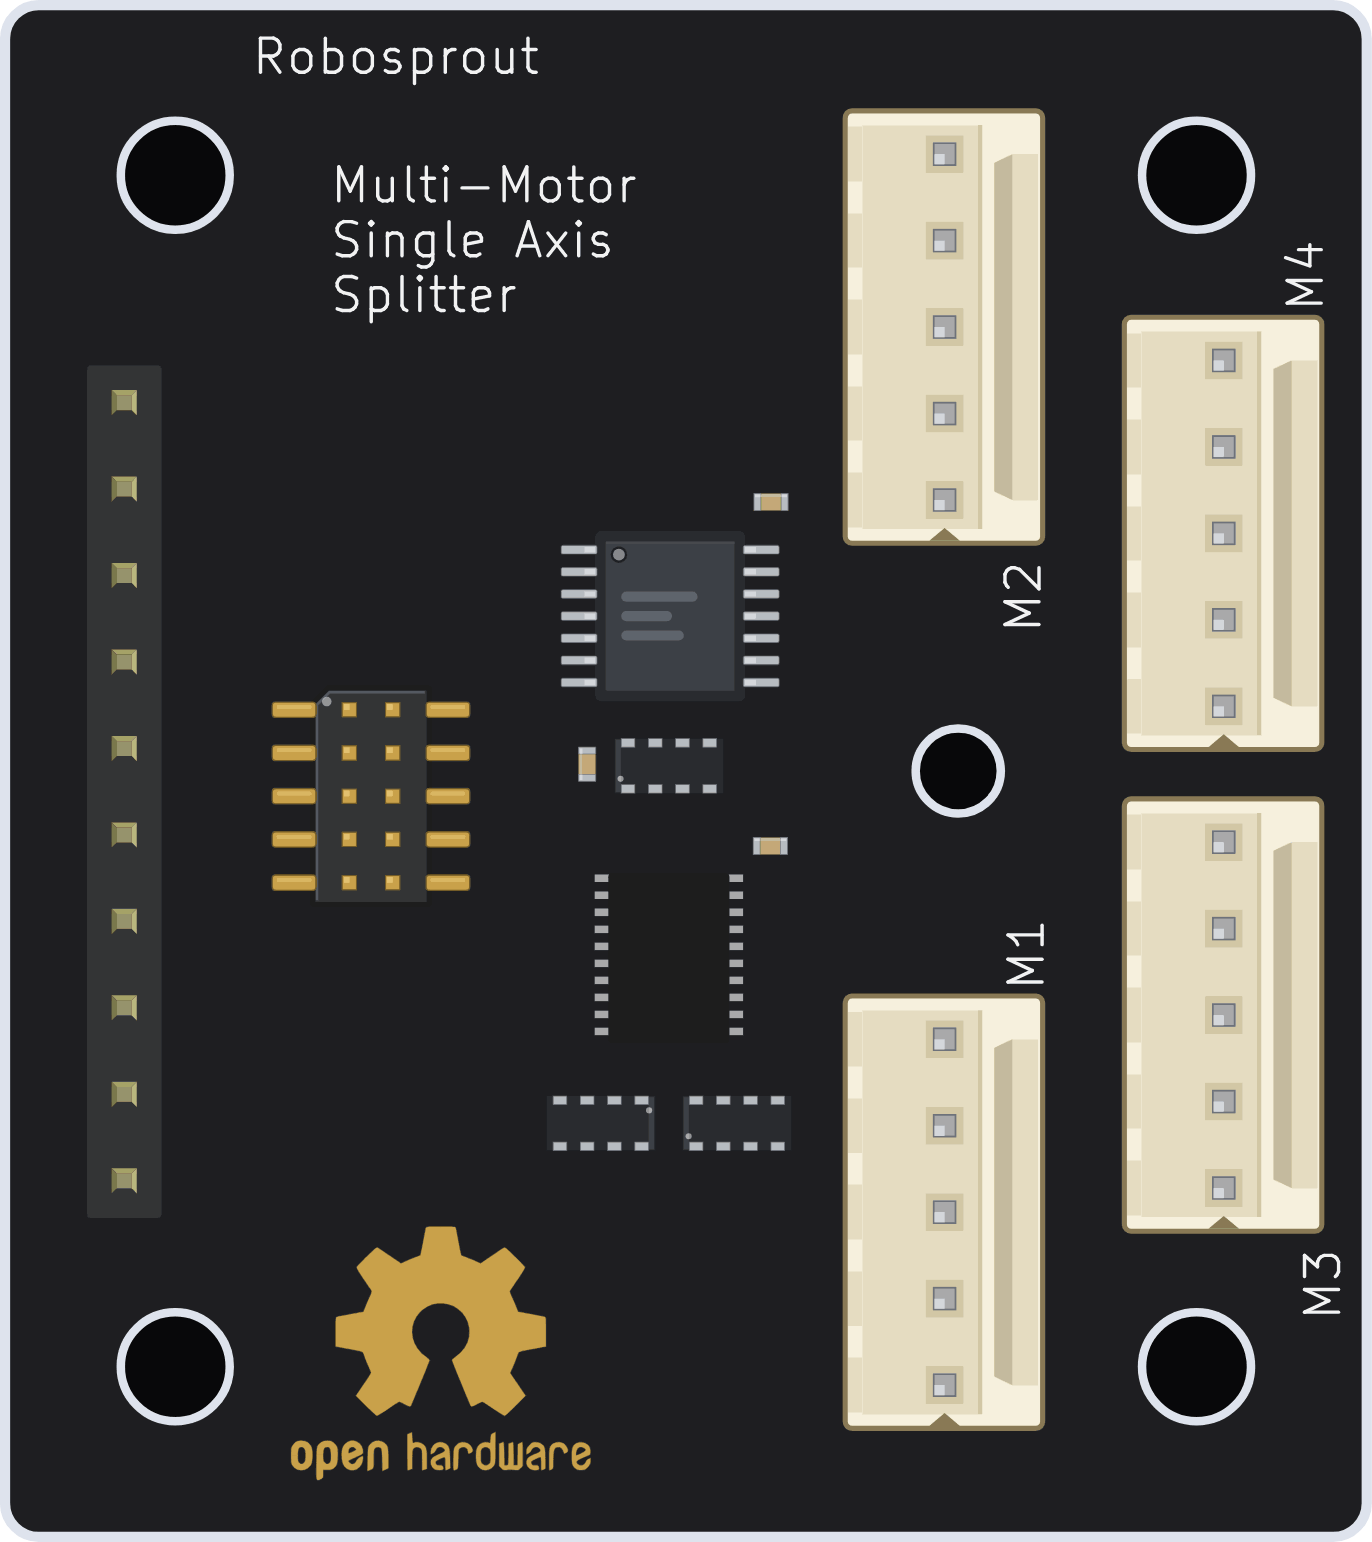 Robosprout
Multi-Motor
Single Axis
Splitter
M4
M2
M1
M3
open hardware